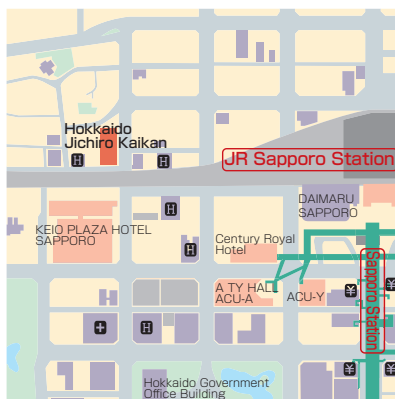 Hokkaido
Jichiro Kaikan
H
H
JR Sapporo Station
DAIMARU
SAPPORO
H
KEIO PLAZA HOTEL
SAPPORO
H
Century Royal
Hotel
Sapporo Station
A TY HALL
ACU-A
ACU-Y
¥
¥
H
¥
¥
Hokkaido Government
Office Building